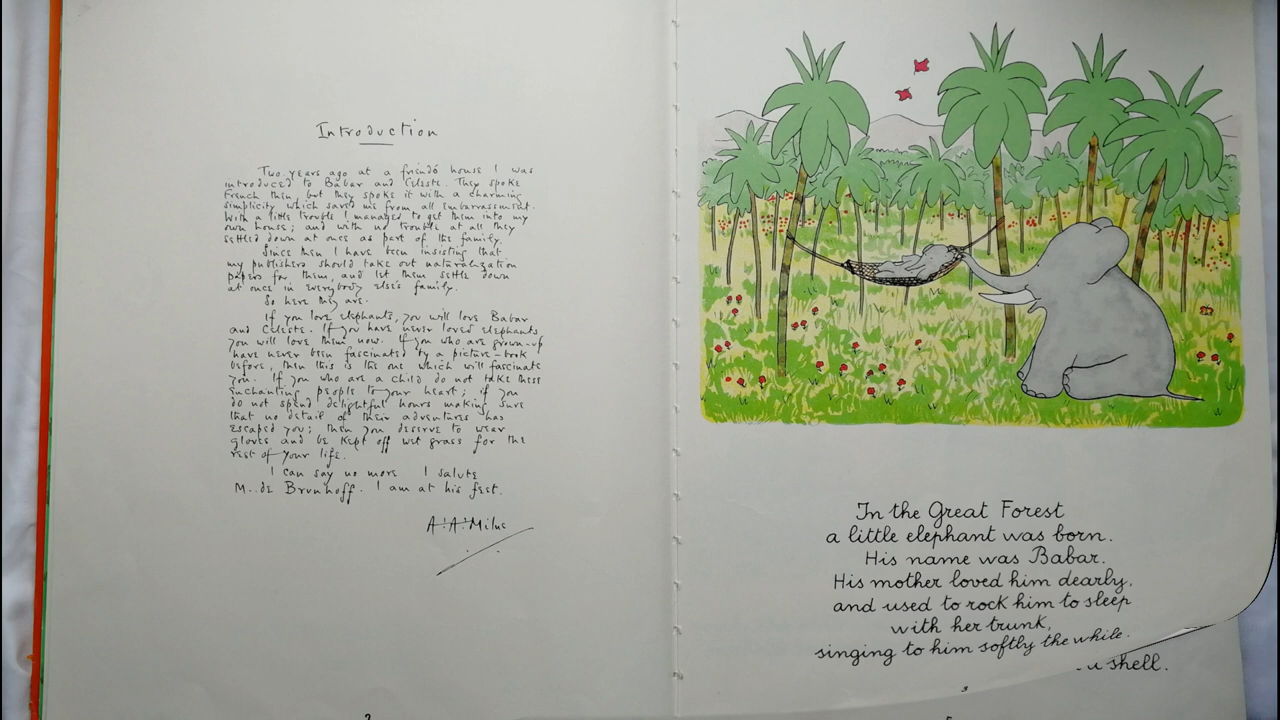 Introduction
Two years ago at a friend's house I was
introduced to Babar and Celeste. They spoke
French then, but they spoke it with a charming
simplicity which saved me from all embarrassment.
With a little trouble I managed to get them into my
own house; and with no trouble at all they
settled down at once as part of the family.
Since then I have been insisting that
my publishers should take out naturalization
papers for them, and let them settle down
at once in everybody else's family.
So here they are.
If you love elephants, you will love Babar
and Celeste. If you have never loved elephants
you will love them now. If you who are grown-up
have never been fascinated by a picture-book
before, then this is the one which will fascinate
you. If you who are a child do not take these
enchanting people to your heart; if you
do not spend delightful hours making sure
that no detail of their adventures has
escaped you; then you deserve to wear
gloves and be kept off wet grass for the
rest of your life.
I can say no more. I salute
M. de Brunhoff. I am at his feet.
A. A. Milne
2
In the Great Forest
a little elephant was born.
His name was Babar.
His mother loved him dearly,
and used to rock him to sleep
with her trunk,
singing to him softly the while.
3
a shell.
5